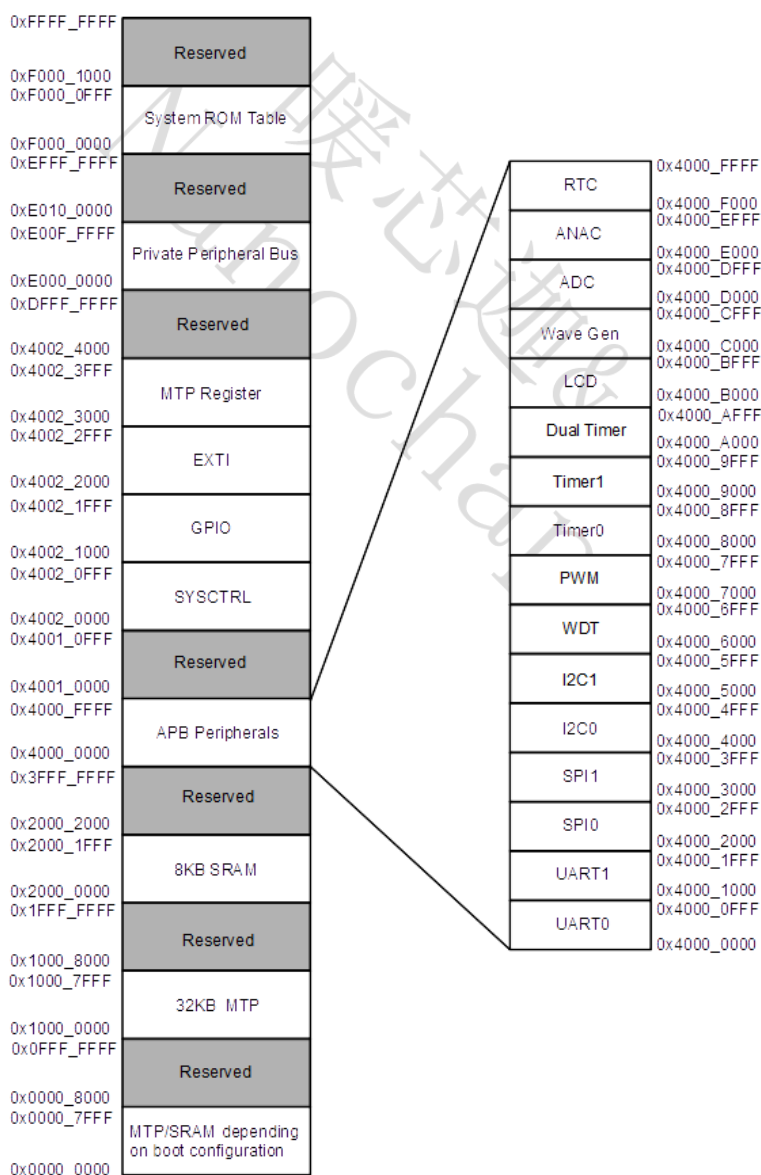 0xFFFF_FFFF
Reserved
0xF000_1000
0xF000_0FFF
System ROM Table
0xF000_0000
0xEFFF_FFFF
Reserved
0xE010_0000
0xE00F_FFFF
Private Peripheral Bus
0xE000_0000
0xDFFF_FFFF
Reserved
0x4002_4000
0x4002_3FFF
MTP Register
0x4002_3000
0x4002_2FFF
EXTI
0x4002_2000
0x4002_1FFF
GPIO
0x4002_1000
0x4002_0FFF
SYSCTRL
0x4002_0000
0x4001_0FFF
Reserved
0x4001_0000
0x4000_FFFF
APB Peripherals
0x4000_0000
0x3FFF_FFFF
Reserved
0x2000_2000
0x2000_1FFF
8KB SRAM
0x2000_0000
0x1FFF_FFFF
Reserved
0x1000_8000
0x1000_7FFF
32KB MTP
0x1000_0000
0x0FFF_FFFF
Reserved
0x0000_8000
0x0000_7FFF
MTP/SRAM depending
on boot configuration
0x0000_0000
0x4000_FFFF
RTC
0x4000_F000
0x4000_EFFF
ANAC
0x4000_E000
0x4000_DFFF
ADC
0x4000_D000
0x4000_CFFF
Wave Gen
0x4000_C000
0x4000_BFFF
LCD
0x4000_B000
0x4000_AFFF
Dual Timer
0x4000_A000
0x4000_9FFF
Timer1
0x4000_9000
0x4000_8FFF
Timer0
0x4000_8000
0x4000_7FFF
PWM
0x4000_7000
0x4000_6FFF
WDT
0x4000_6000
0x4000_5FFF
I2C1
0x4000_5000
0x4000_4FFF
I2C0
0x4000_4000
0x4000_3FFF
SPI1
0x4000_3000
0x4000_2FFF
SPI0
0x4000_2000
0x4000_1FFF
UART1
0x4000_1000
0x4000_0FFF
UART0
0x4000_0000
暖芯迦&
Nanochap